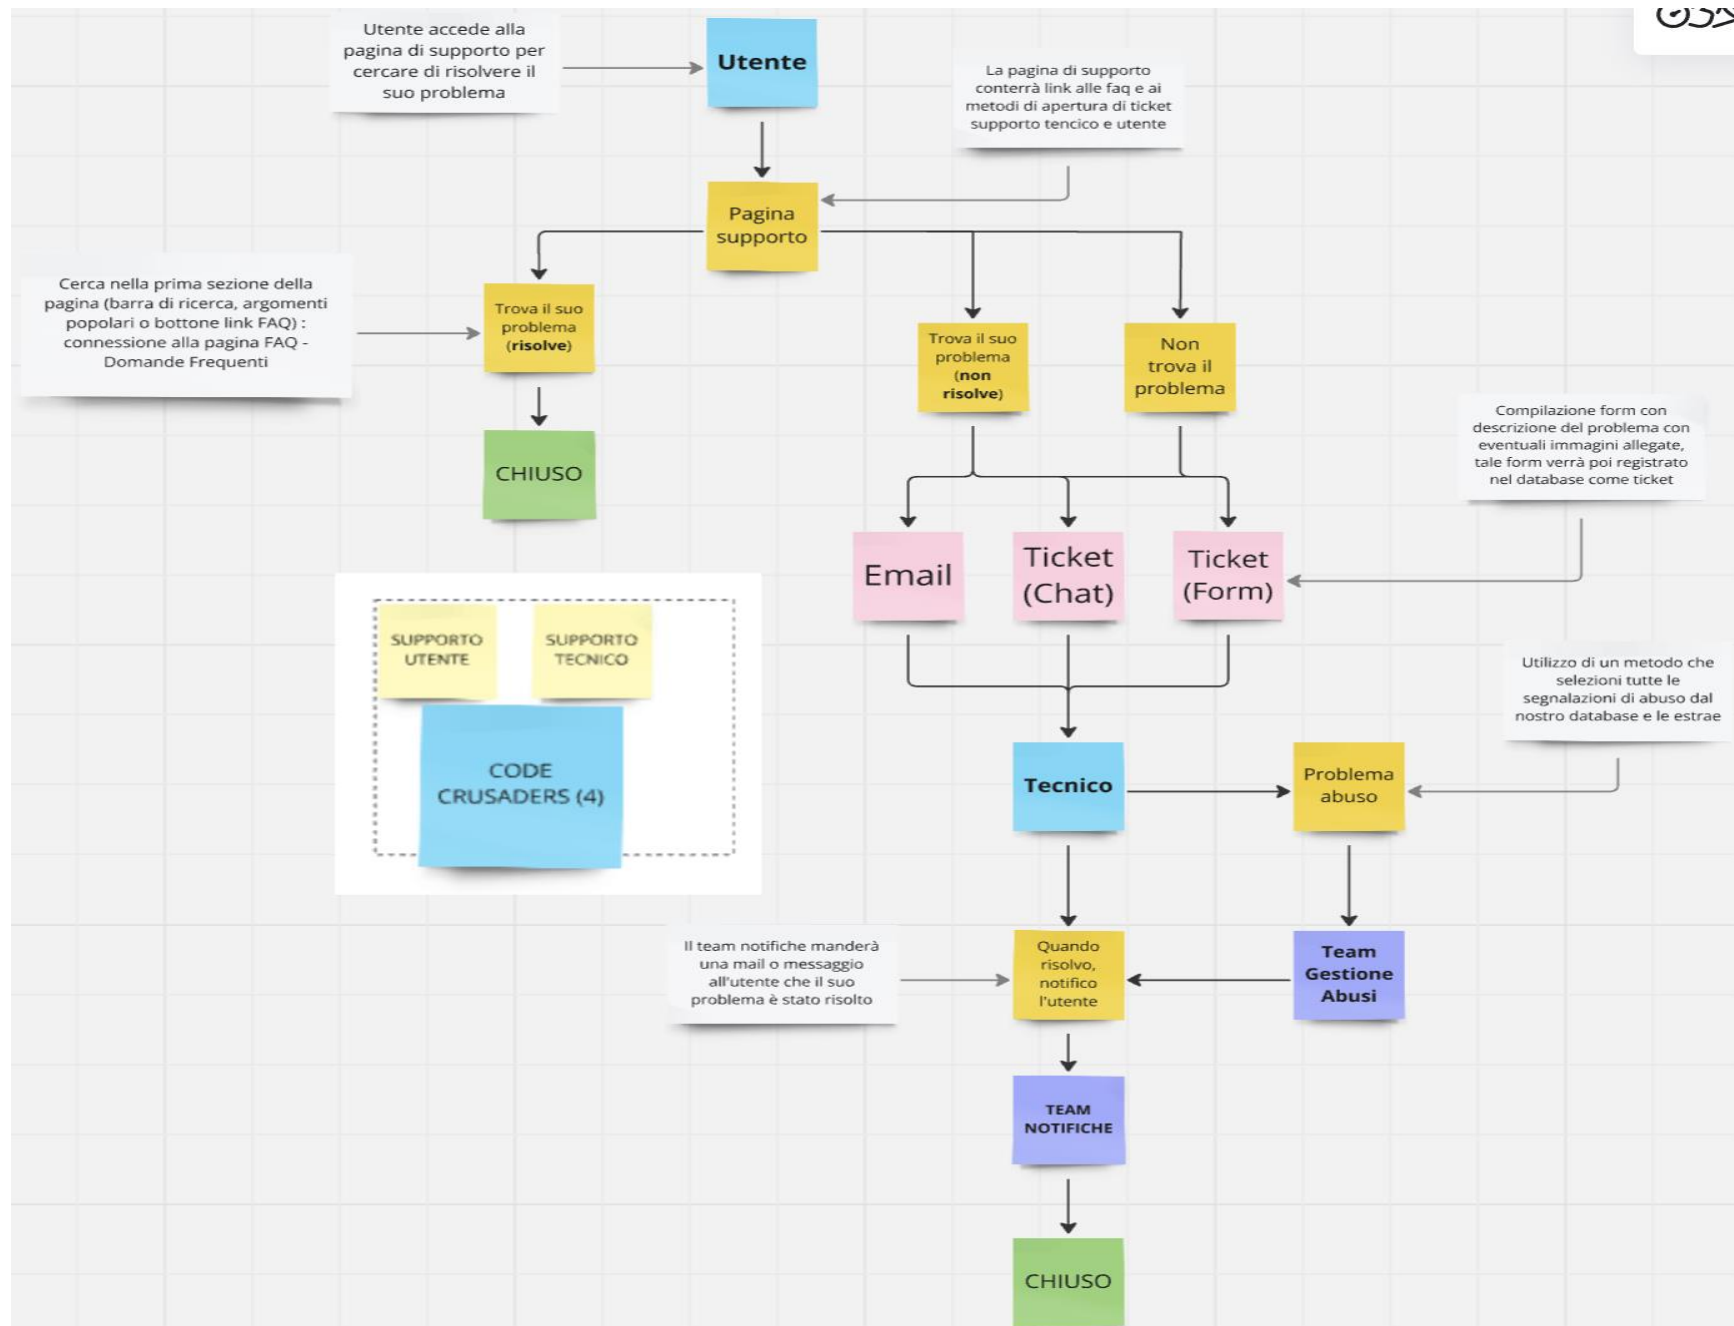 Utente accede alla
pagina di supporto per
cercare di risolvere il
suo problema
Utente
La pagina di supporto
conterrà link alle faq e ai
metodi di apertura di ticket
supporto tencico e utente
Pagina
supporto
Cerca nella prima sezione della
pagina (barra di ricerca, argomenti
popolari o bottone link FAQ) :
connessione alla pagina FAQ -
Domande Frequenti
Trova il suo
problema
(risolve)
Trova il suo
problema
(non
risolve)
Non
trova il
problema
CHIUSO
Compilazione form con
descrizione del problema con
eventuali immagini allegate,
tale form verrà poi registrato
nel database come ticket
Email
Ticket
(Chat)
Ticket
(Form)
SUPPORTO
UTENTE
SUPPORTO
TECNICO
CODE
CRUSADERS (4)
Utilizzo di un metodo che
selezioni tutte le
segnalazioni di abuso dal
nostro database e le estrae
Tecnico
Problema
abuso
Il team notifiche manderà
una mail o messaggio
all'utente che il suo
problema è stato risolto
Quando
risolvo,
notifico
l'utente
Team
Gestione
Abusi
TEAM
NOTIFICHE
CHIUSO